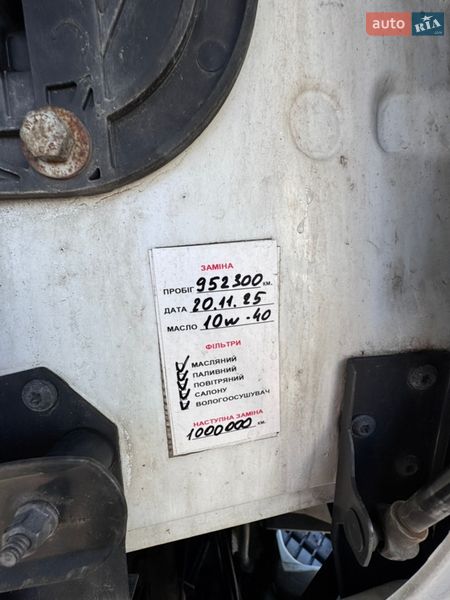 auto RIA
.com
ЗАМІНА
ПРОБІГ 952300 КМ.
ДАТА 20.11.25
МАСЛО 10w-40
ФІЛЬТРИ
МАСЛЯНИЙ
ПАЛИВНИЙ
ПОВІТРЯНИЙ
САЛОНУ
ВОЛОГООСУШУВАЧ
НАСТУПНА ЗАМІНА
1000000 КМ.